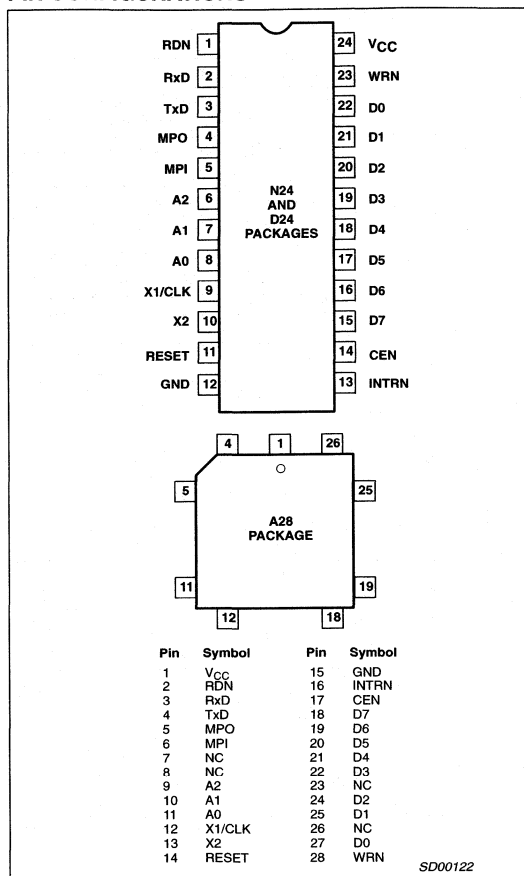 RDN 1 24 VCC
RxD 2 23 WRN
TxD 3 22 D0
MPO 4 21 D1
MPI 5 20 D2
A2 6 19 D3
A1 7 18 D4
A0 8 17 D5
X1/CLK 9 16 D6
X2 10 15 D7
RESET 11 14 CEN
GND 12 13 INTRN
N24
AND
D24
PACKAGES
4 1 26
5 25
A28
PACKAGE
11 19
12 18
Pin Symbol Pin Symbol
1 VCC 15 GND
2 RDN 16 INTRN
3 RxD 17 CEN
4 TxD 18 D7
5 MPO 19 D6
6 MPI 20 D5
7 NC 21 D4
8 NC 22 D3
9 A2 23 NC
10 A1 24 D2
11 A0 25 D1
12 X1/CLK 26 NC
13 X2 27 D0
14 RESET 28 WRN
SD00122